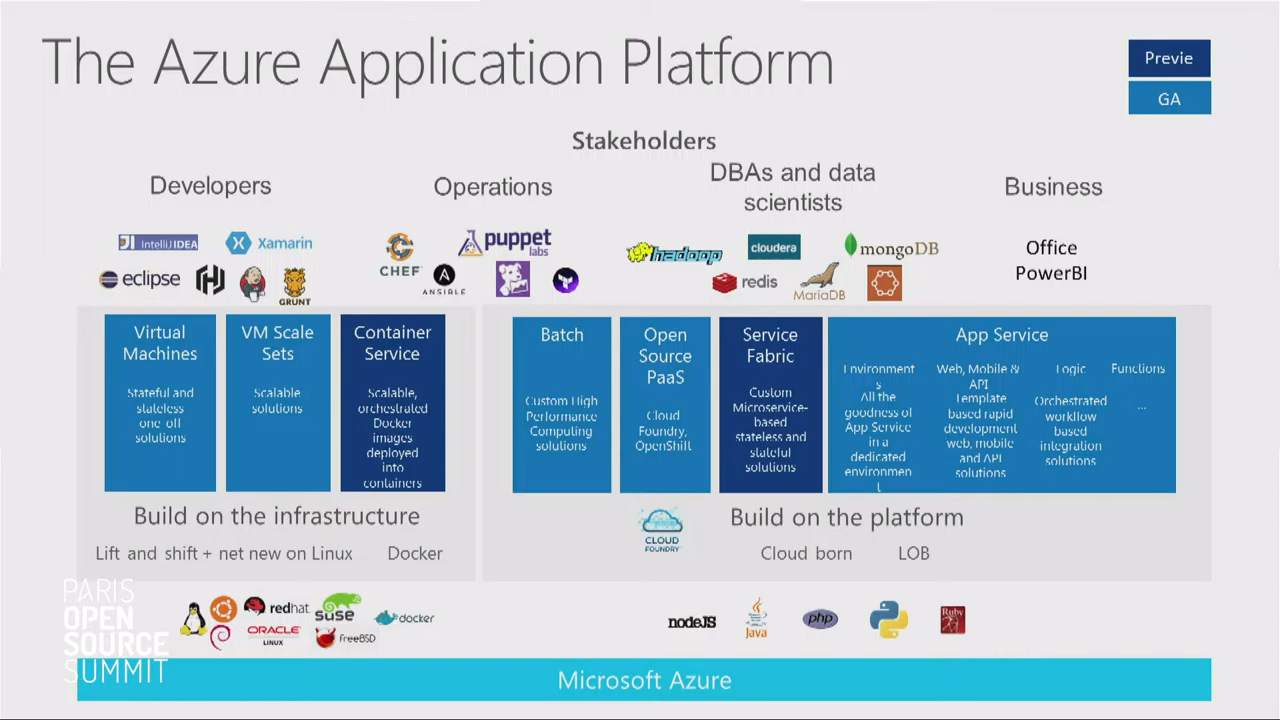 The Azure Application Platform
Previe
GA
Stakeholders
Developers
Operations
DBAs and data
scientists
Business
IntelliJ IDEA
Xamarin
eclipse
GRUNT
CHEF
puppet
labs
ANSIBLE
hadoop
cloudera
mongoDB
redis
MariaDB
Office
PowerBI
Virtual
Machines
Stateful and
stateless
one-off
solutions
VM Scale
Sets
Scalable
solutions
Container
Service
Scalable,
orchestrated
Docker
images
deployed
into
containers
Batch
Custom High
Performance
Computing
solutions
Open
Source
PaaS
Cloud
Foundry,
OpenShift
Service
Fabric
Custom
Microservice-
based
stateless and
stateful
solutions
App Service
Environment
s
All the
goodness of
App Service
in a
dedicated
environmen
t
Web, Mobile &
API
Template
based rapid
development
web, mobile
and API
solutions
Logic
Orchestrated
workflow
based
integration
solutions
Functions
...
Build on the infrastructure
Lift and shift + net new on Linux
Docker
CLOUD
FOUNDRY
Build on the platform
Cloud born
LOB
PARIS
OPEN
SOURCE
SUMMIT
redhat
ORACLE
LINUX
SUSE
FreeBSD
docker
nodeJS
Java
php
Ruby
Microsoft Azure